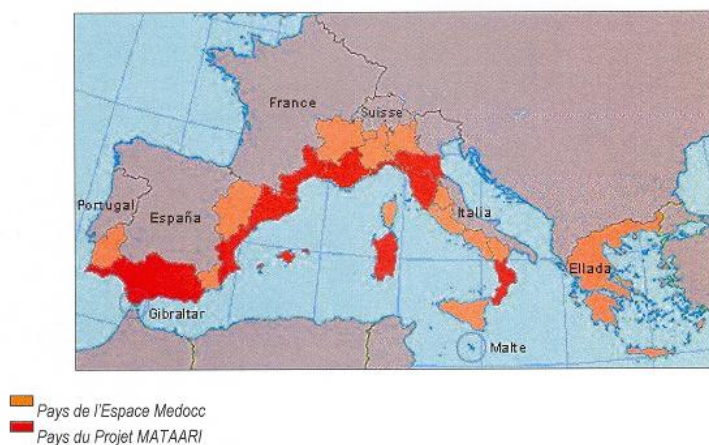 France
Suisse
Portugal
España
Italia
Ellada
Gibraltar
Malte
Pays de l'Espace Medocc
Pays du Projet MATAARI